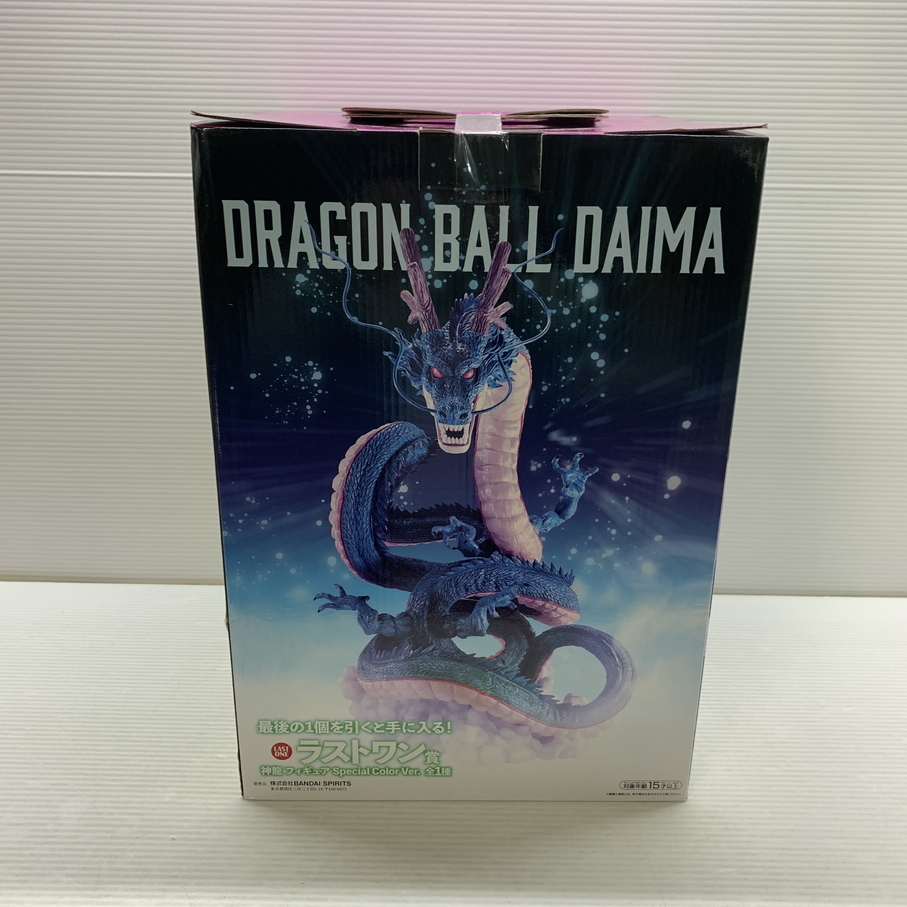 DRAGON BALL DAIMA
最後の1個を引くと手に入る!
LAST ONE ラストワン賞
神龍 フィギュア Special Color Ver. 全1種
発売元 株式会社BANDAI SPIRITS
対象年齢 15才以上